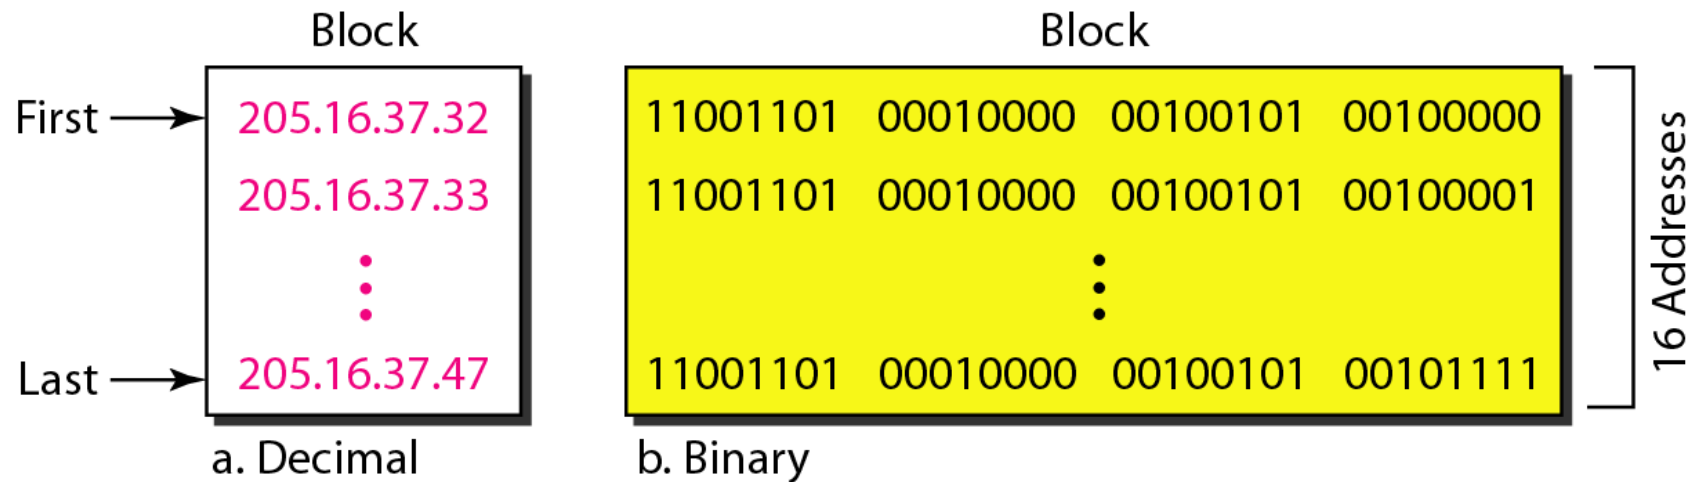 Block
Block
First
205.16.37.32
11001101 00010000 00100101 00100000
205.16.37.33
11001101 00010000 00100101 00100001
Last
205.16.37.47
11001101 00010000 00100101 00101111
16 Addresses
a. Decimal
b. Binary